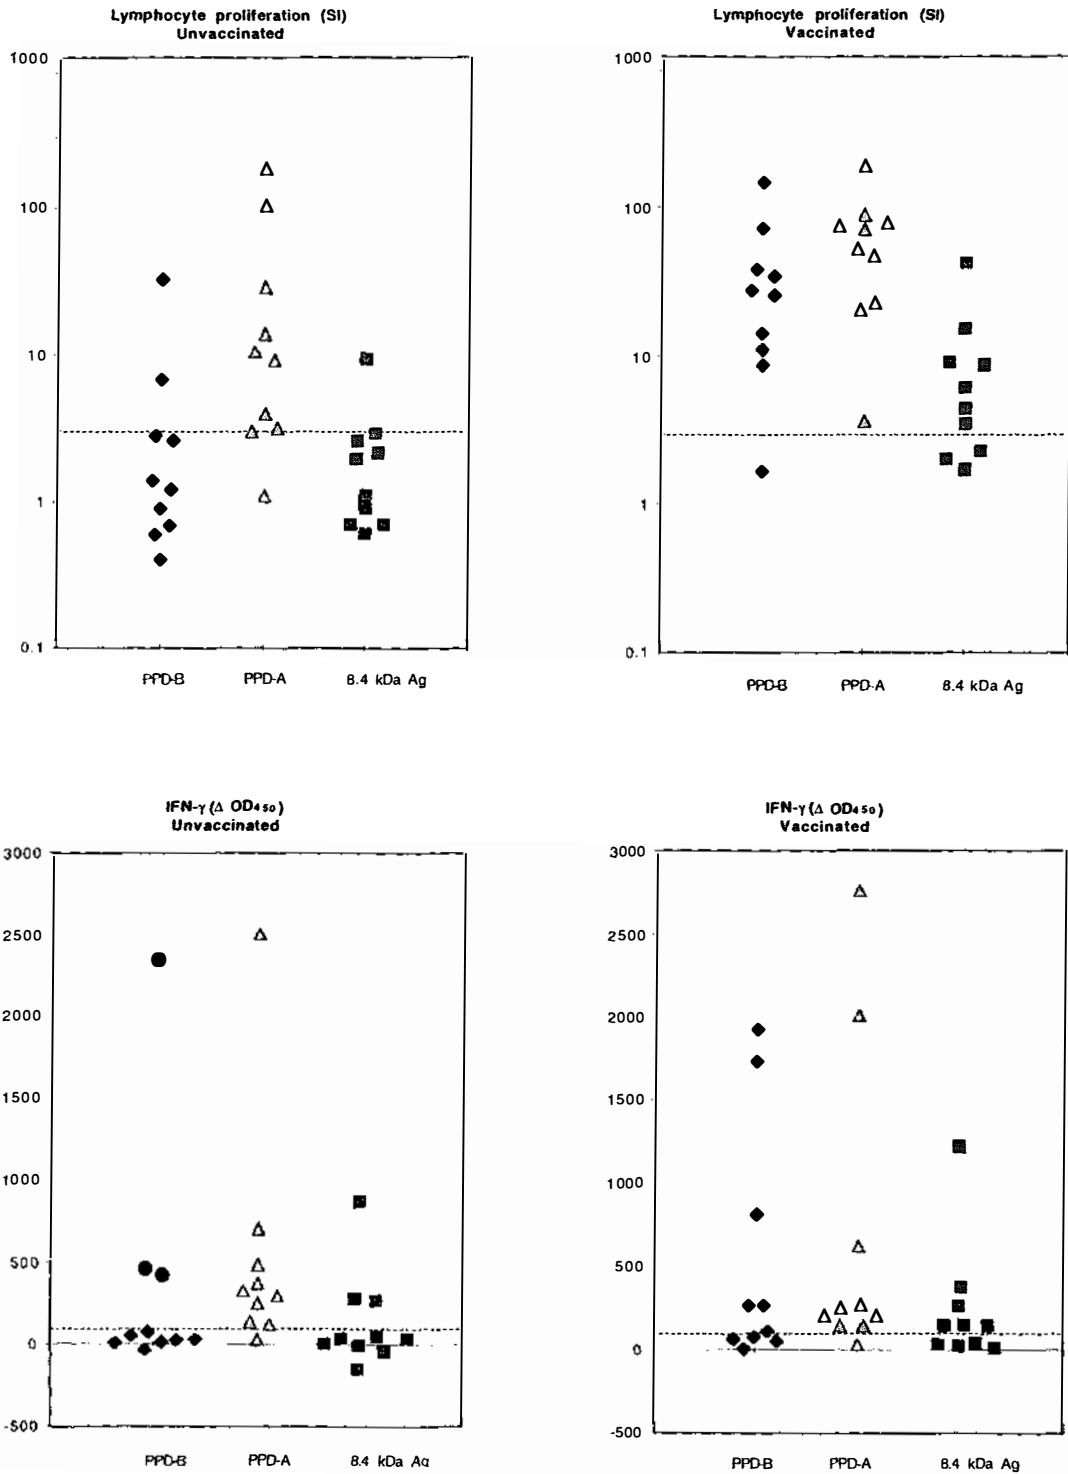 Lymphocyte proliferation (SI)
Unvaccinated
1000
100
10
1
0.1
PPD-B PPD-A 8.4 kDa Ag
Lymphocyte proliferation (SI)
Vaccinated
1000
100
10
1
0.1
PPD-B PPD-A 8.4 kDa Ag
IFN-γ (Δ OD450)
Unvaccinated
3000
2500
2000
1500
1000
500
0
-500
PPD-B PPD-A 8.4 kDa Ag
IFN-γ (Δ OD450)
Vaccinated
3000
2500
2000
1500
1000
500
0
-500
PPD-B PPD-A 8.4 kDa Ag